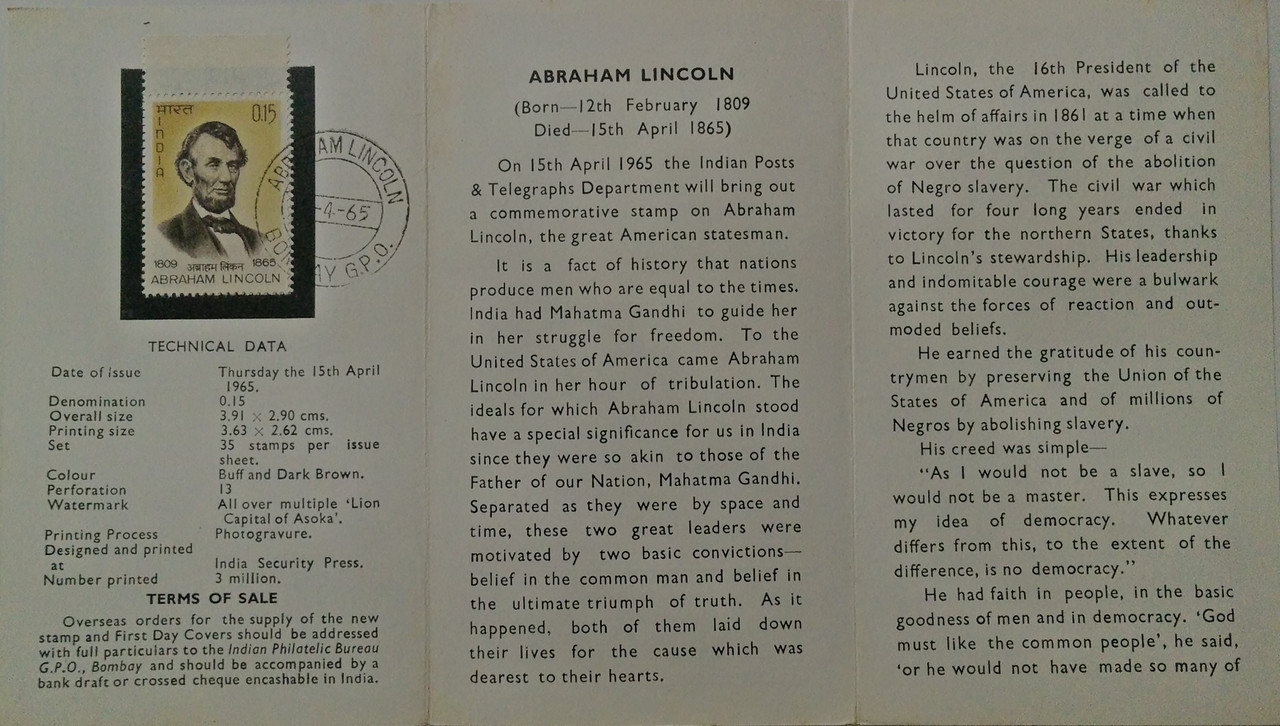 भारत
INDIA
0.15
1809 अब्राहम लिंकन 1865
ABRAHAM LINCOLN
ABRAHAM LINCOLN
-4-65
BOMBAY G.P.O.
TECHNICAL DATA
Date of issue Thursday the 15th April
1965.
Denomination 0.15
Overall size 3.91 × 2.90 cms.
Printing size 3.63 × 2.62 cms.
Set 35 stamps per issue
sheet.
Colour Buff and Dark Brown.
Perforation 13
Watermark All over multiple ‘Lion
Capital of Asoka’.
Printing Process Photogravure.
Designed and printed
at India Security Press.
Number printed 3 million.
TERMS OF SALE
Overseas orders for the supply of the new
stamp and First Day Covers should be addressed
with full particulars to the Indian Philatelic Bureau
G.P.O., Bombay and should be accompanied by a
bank draft or crossed cheque encashable in India.
ABRAHAM LINCOLN
(Born—12th February 1809
Died—15th April 1865)
On 15th April 1965 the Indian Posts
& Telegraphs Department will bring out
a commemorative stamp on Abraham
Lincoln, the great American statesman.
It is a fact of history that nations
produce men who are equal to the times.
India had Mahatma Gandhi to guide her
in her struggle for freedom. To the
United States of America came Abraham
Lincoln in her hour of tribulation. The
ideals for which Abraham Lincoln stood
have a special significance for us in India
since they were so akin to those of the
Father of our Nation, Mahatma Gandhi.
Separated as they were by space and
time, these two great leaders were
motivated by two basic convictions—
belief in the common man and belief in
the ultimate triumph of truth. As it
happened, both of them laid down
their lives for the cause which was
dearest to their hearts.
Lincoln, the 16th President of the
United States of America, was called to
the helm of affairs in 1861 at a time when
that country was on the verge of a civil
war over the question of the abolition
of Negro slavery. The civil war which
lasted for four long years ended in
victory for the northern States, thanks
to Lincoln’s stewardship. His leadership
and indomitable courage were a bulwark
against the forces of reaction and out-
moded beliefs.
He earned the gratitude of his coun-
trymen by preserving the Union of the
States of America and of millions of
Negros by abolishing slavery.
His creed was simple—
“As I would not be a slave, so I
would not be a master. This expresses
my idea of democracy. Whatever
differs from this, to the extent of the
difference, is no democracy.”
He had faith in people, in the basic
goodness of men and in democracy. ‘God
must like the common people’, he said,
‘or he would not have made so many of